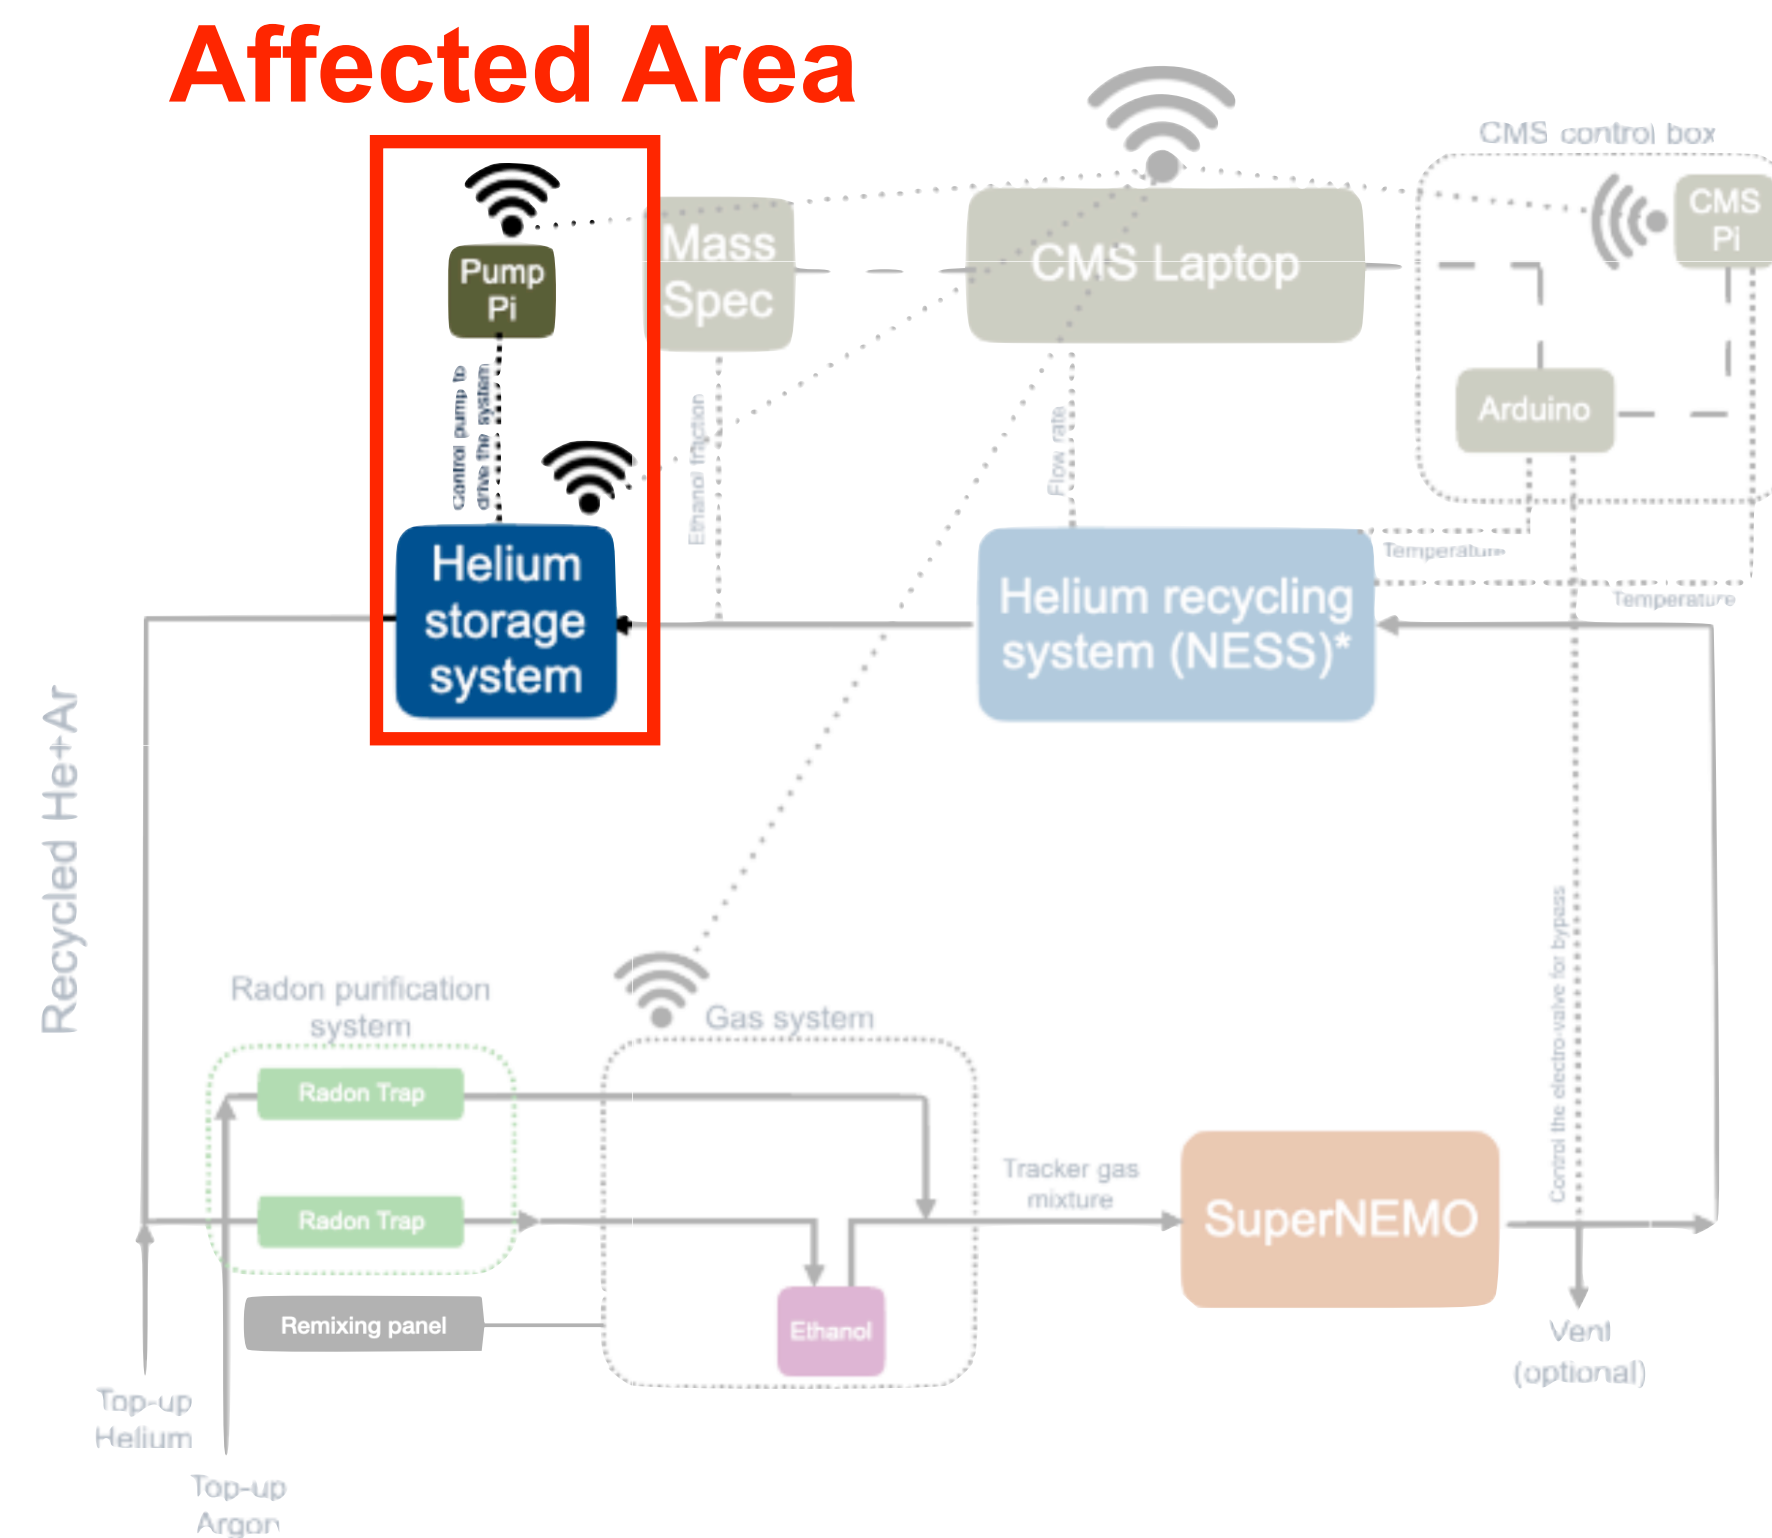 Affected Area
CMS control box
Pump
Pi
Mass
Spec
CMS Laptop
CMS
Pi
Arduino
Control pump to
drive the system
Ethanol fraction
Flow rate
Helium
storage
system
Helium recycling
system (NESS)*
Temperature
Temperature
Recycled He+Ar
Control the electro-valve for bypass
Radon purification
system
Gas system
Radon Trap
Radon Trap
Tracker gas
mixture
SuperNEMO
Remixing panel
Ethanol
Vent
(optional)
Top-up
Helium
Top-up
Argon